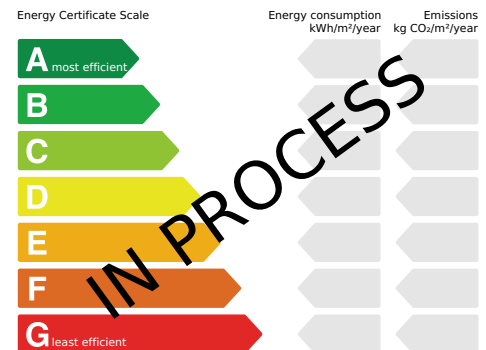 Energy Certificate Scale
Energy consumption
kWh/m²/year
Emissions
kg CO₂/m²/year
A most efficient
B
C
D
E
F
G least efficient
IN PROCESS